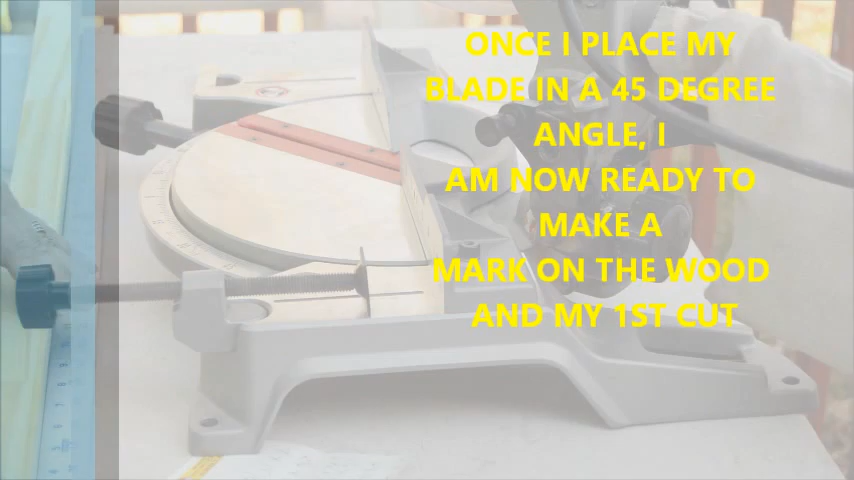 ONCE I PLACE MY
BLADE IN A 45 DEGREE
ANGLE, I
AM NOW READY TO
MAKE A
MARK ON THE WOOD
AND MY 1ST CUT